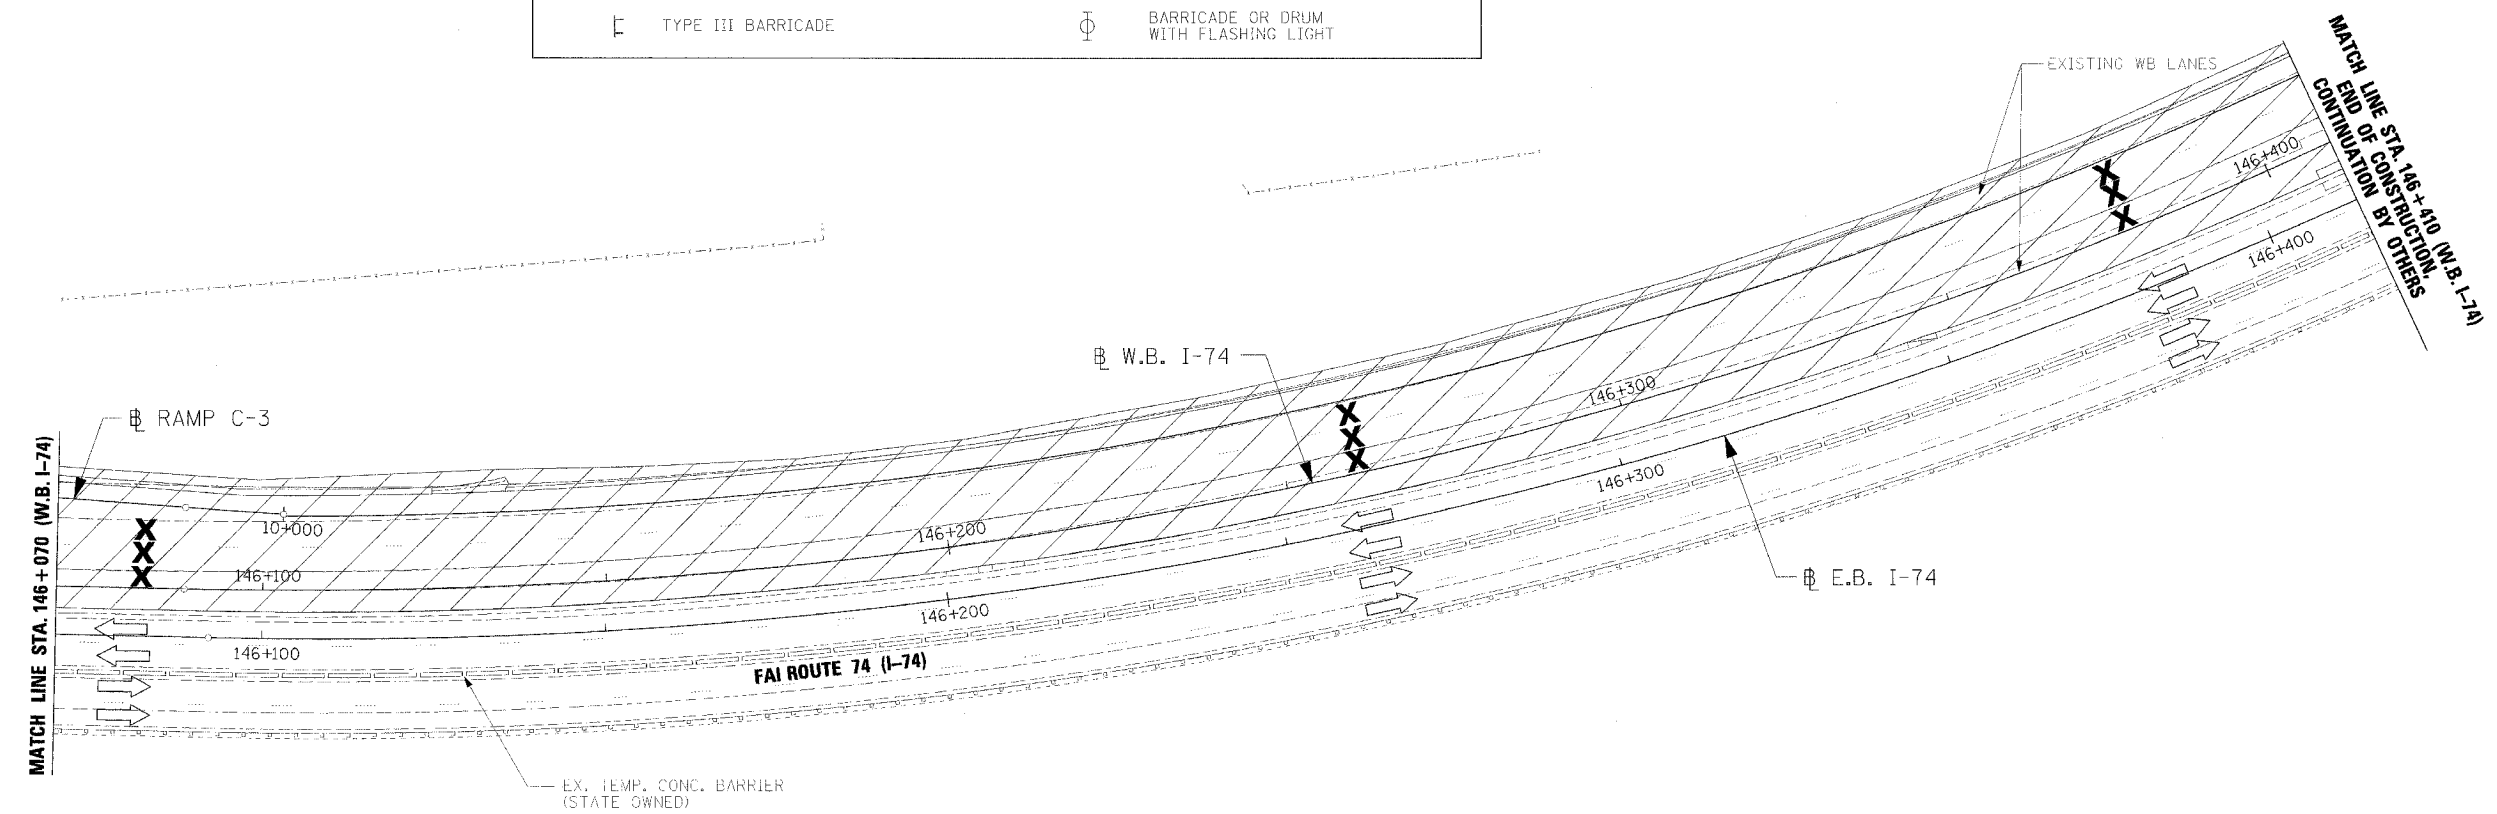 TYPE III BARRICADE
BARRICADE OR DRUM
WITH FLASHING LIGHT
EXISTING WB LANES
MATCH LINE STA. 146+410 (W.B. I-74)
END OF CONSTRUCTION,
CONTINUATION BY OTHERS
146+400
146+400
℄ W.B. I-74
146+300
146+300
℄ RAMP C-3
MATCH LINE STA. 146+070 (W.B. I-74)
10+000
146+200
146+100
146+200
146+100
℄ E.B. I-74
FAI ROUTE 74 (I-74)
EX. TEMP. CONC. BARRIER
(STATE OWNED)
X
X
X
X
X
X
X
X
X